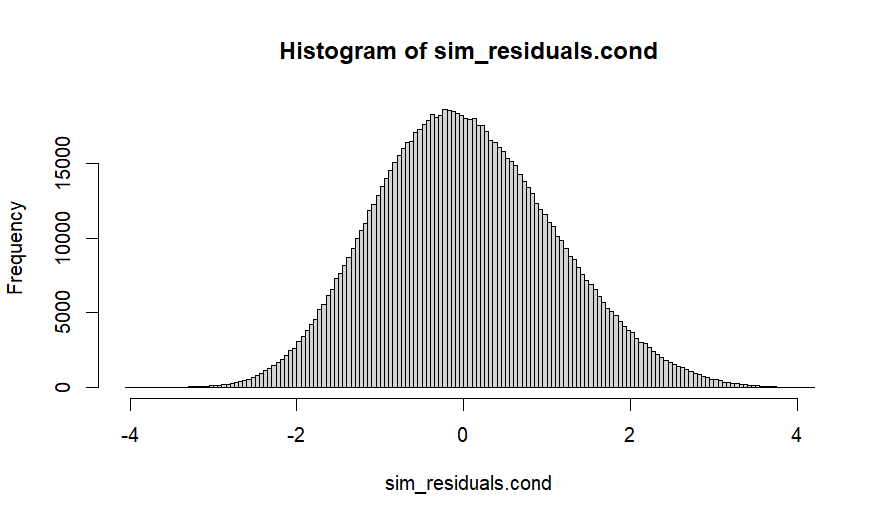 Histogram of sim_residuals.cond
Frequency
15000
10000
5000
0
-4 -2 0 2 4
sim_residuals.cond